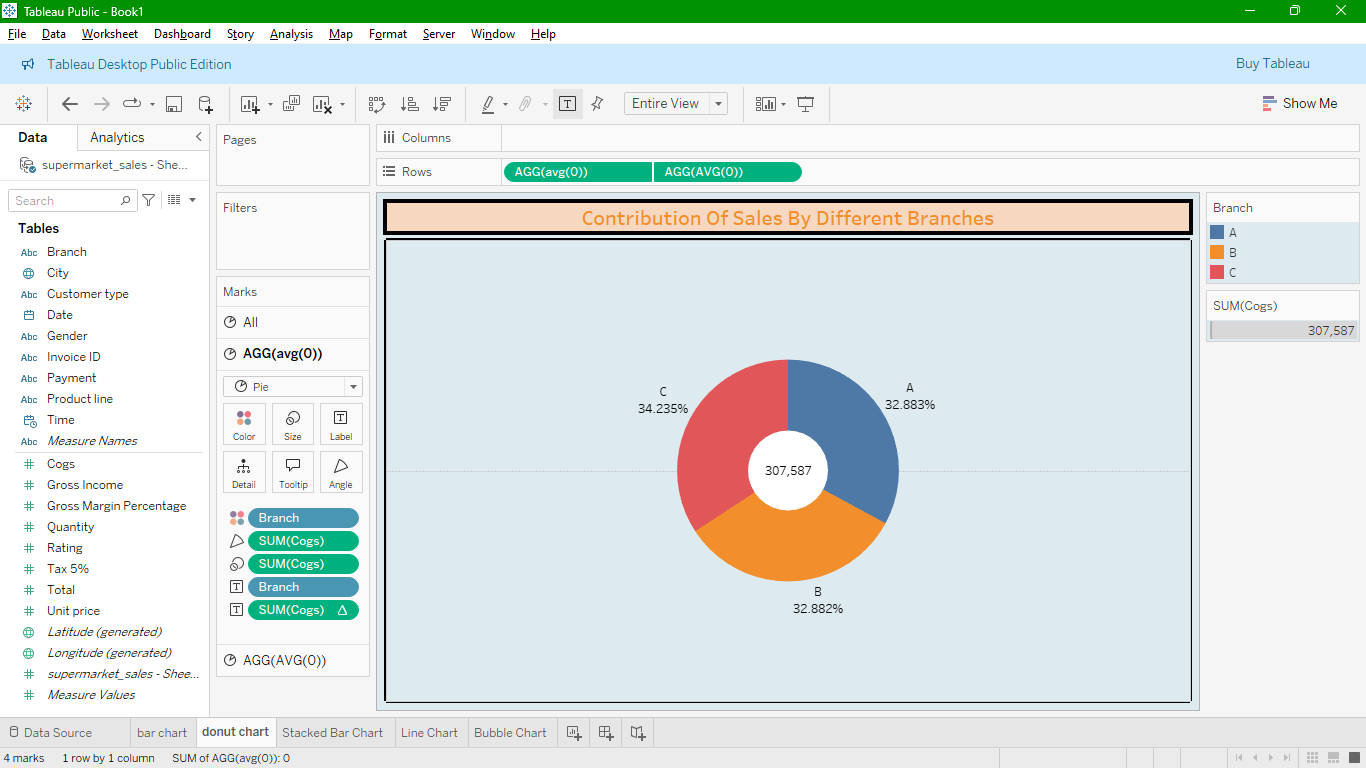 Tableau Public - Book1
File Data Worksheet Dashboard Story Analysis Map Format Server Window Help
Tableau Desktop Public Edition
Buy Tableau
Entire View
Show Me
Data
Analytics
supermarket_sales - She...
Search
Tables
Abc Branch
City
Abc Customer type
Date
Abc Gender
Abc Invoice ID
Abc Payment
Abc Product line
Time
Abc Measure Names
# Cogs
# Gross Income
# Gross Margin Percentage
# Quantity
# Rating
# Tax 5%
# Total
# Unit price
Latitude (generated)
Longitude (generated)
# supermarket_sales - Shee...
# Measure Values
Pages
Filters
Marks
All
AGG(avg(0))
Pie
Color Size Label
Detail Tooltip Angle
Branch
SUM(Cogs)
SUM(Cogs)
T Branch
T SUM(Cogs) Δ
AGG(AVG(0))
Columns
Rows
AGG(avg(0)) AGG(AVG(0))
Contribution Of Sales By Different Branches
A
32.883%
C
34.235%
307,587
B
32.882%
Branch
A
B
C
SUM(Cogs)
307,587
Data Source bar chart donut chart Stacked Bar Chart Line Chart Bubble Chart
4 marks 1 row by 1 column SUM of AGG(avg(0)): 0